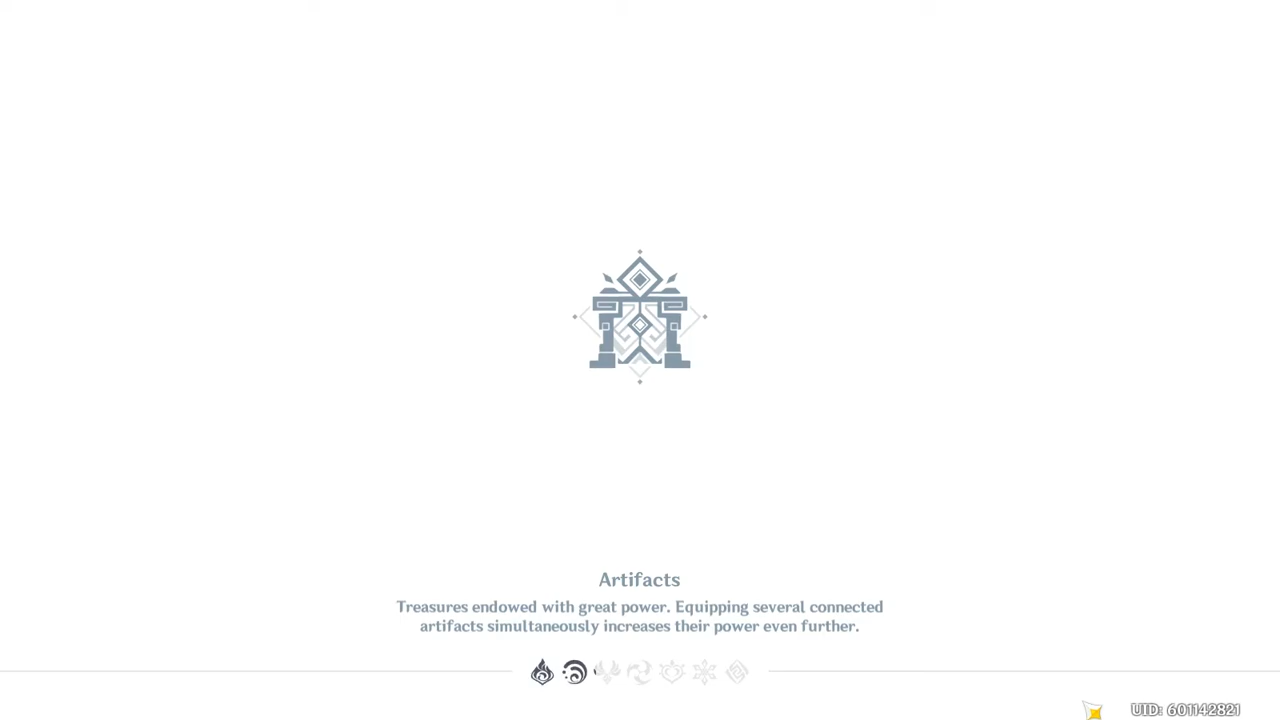 Artifacts
Treasures endowed with great power. Equipping several connected
artifacts simultaneously increases their power even further.
UID: 601142821